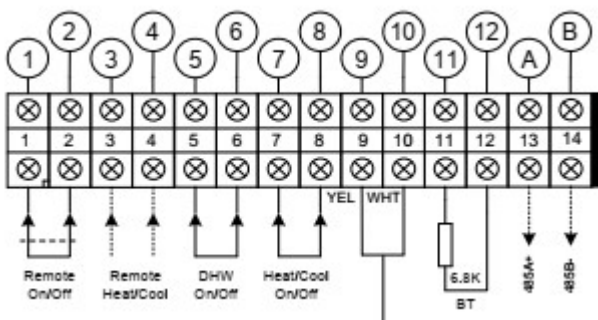 1 2 3 4 5 6 7 8 9 10 11 12 A B
1 2 3 4 5 6 7 8 9 10 11 12 13 14
YEL WHT
6.8K
BT
Remote
On/Off
Remote
Heat/Cool
DHW
On/Off
Heat/Cool
On/Off
485A+
485B-